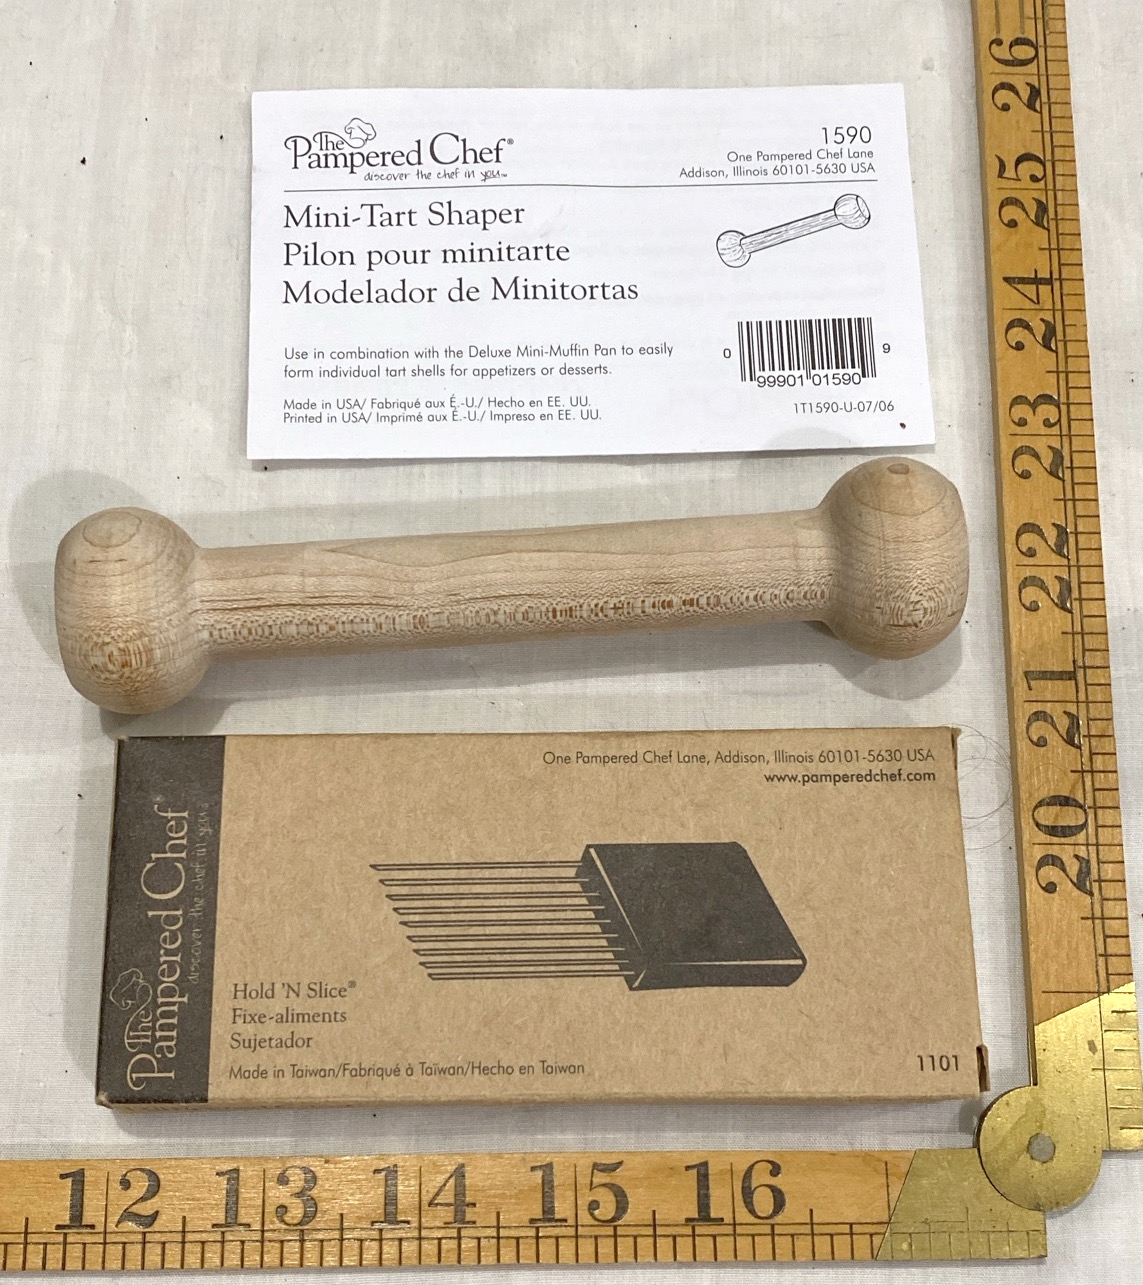 The
Pampered Chef®
discover the chef in you™
1590
One Pampered Chef Lane
Addison, Illinois 60101-5630 USA
Mini-Tart Shaper
Pilon pour minitarte
Modelador de Minitortas
Use in combination with the Deluxe Mini-Muffin Pan to easily
form individual tart shells for appetizers or desserts.
Made in USA/ Fabriqué aux É.-U./ Hecho en EE. UU.
Printed in USA/ Imprimé aux É.-U./ Impreso en EE. UU.
0 99901 01590 9
1T1590-U-07/06
The
Pampered Chef®
discover the chef in you
One Pampered Chef Lane, Addison, Illinois 60101-5630 USA
www.pamperedchef.com
Hold 'N Slice®
Fixe-aliments
Sujetador
Made in Taiwan/Fabriqué à Taïwan/Hecho en Taiwan
1101
26
25
24
23
22
21
20
12 13 14 15 16